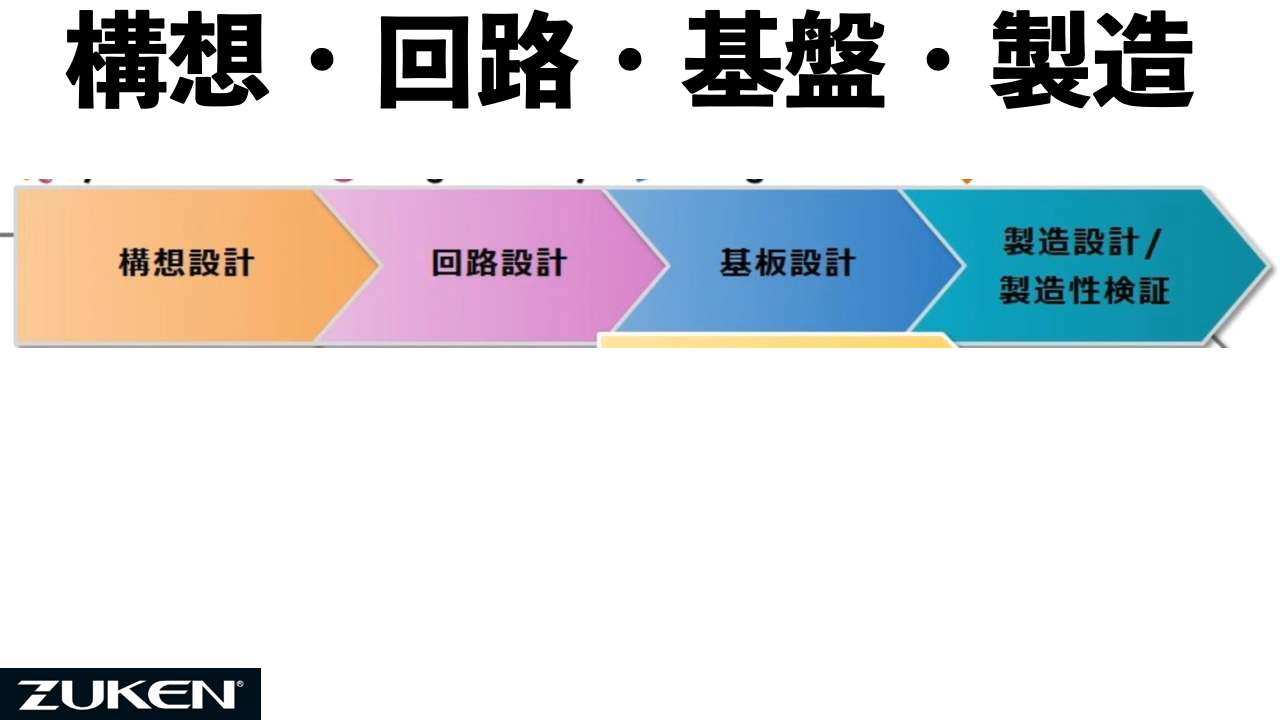 構想・回路・基盤・製造
構想設計
回路設計
基板設計
製造設計/
製造性検証
ZUKEN®